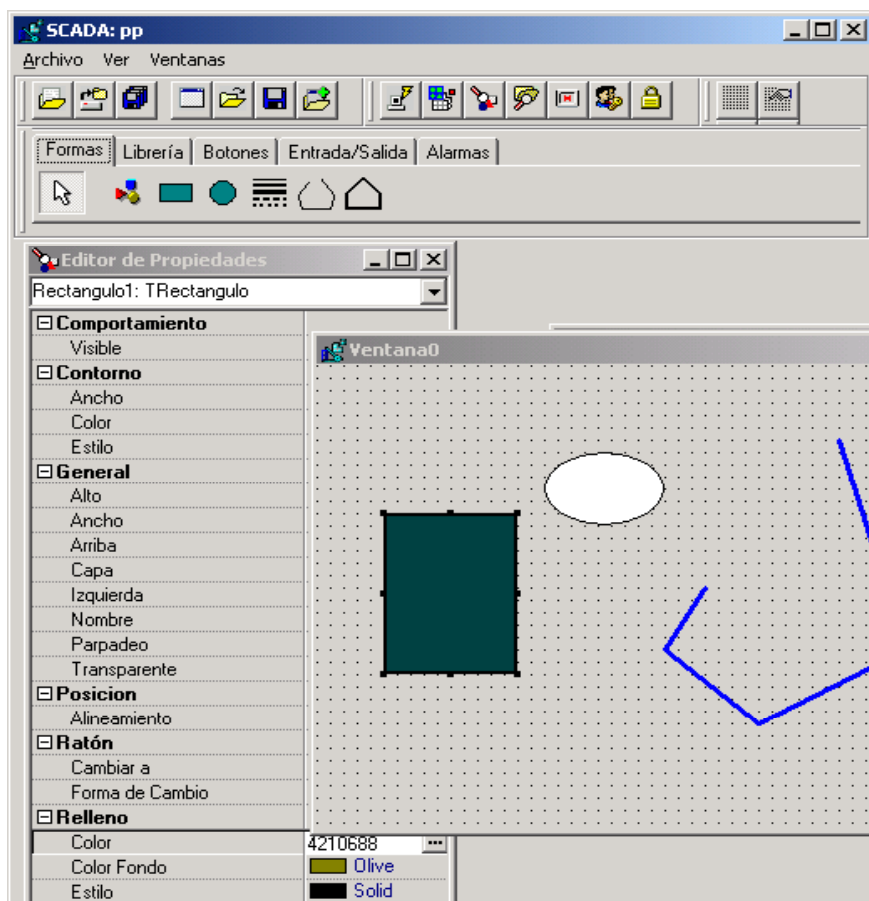 SCADA: pp
Archivo Ver Ventanas
Formas Librería Botones Entrada/Salida Alarmas
Editor de Propiedades
Rectangulo1: TRectangulo
Comportamiento
Visible
Ventana0
Contorno
Ancho
Color
Estilo
General
Alto
Ancho
Arriba
Capa
Izquierda
Nombre
Parpadeo
Transparente
Posicion
Alineamiento
Ratón
Cambiar a
Forma de Cambio
Relleno
Color 4210688 ...
Color Fondo Olive
Estilo Solid